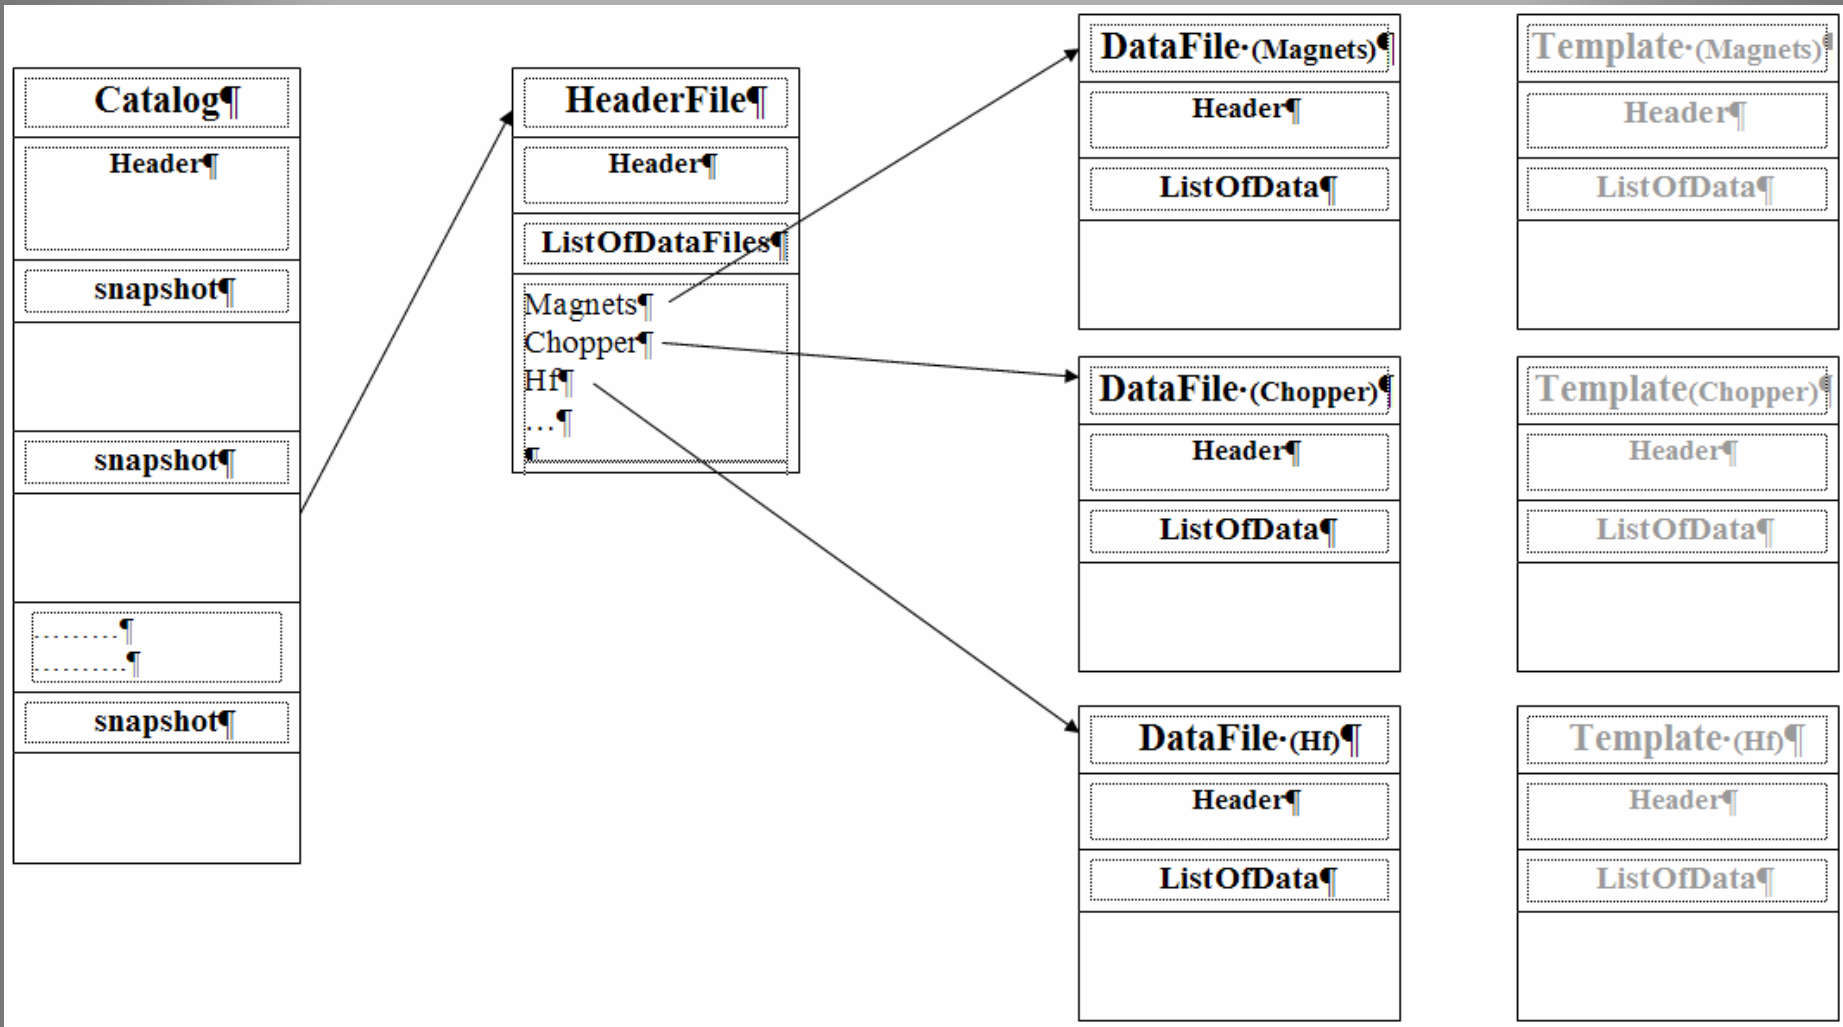 Catalog¶
Header¶
snapshot¶
snapshot¶
.........¶
..........¶
snapshot¶
HeaderFile¶
Header¶
ListOfDataFiles¶
Magnets¶
Chopper¶
Hf¶
...¶
¶
DataFile·(Magnets)¶
Header¶
ListOfData¶
DataFile·(Chopper)¶
Header¶
ListOfData¶
DataFile·(Hf)¶
Header¶
ListOfData¶
Template·(Magnets)¶
Header¶
ListOfData¶
Template(Chopper)¶
Header¶
ListOfData¶
Template·(Hf)¶
Header¶
ListOfData¶